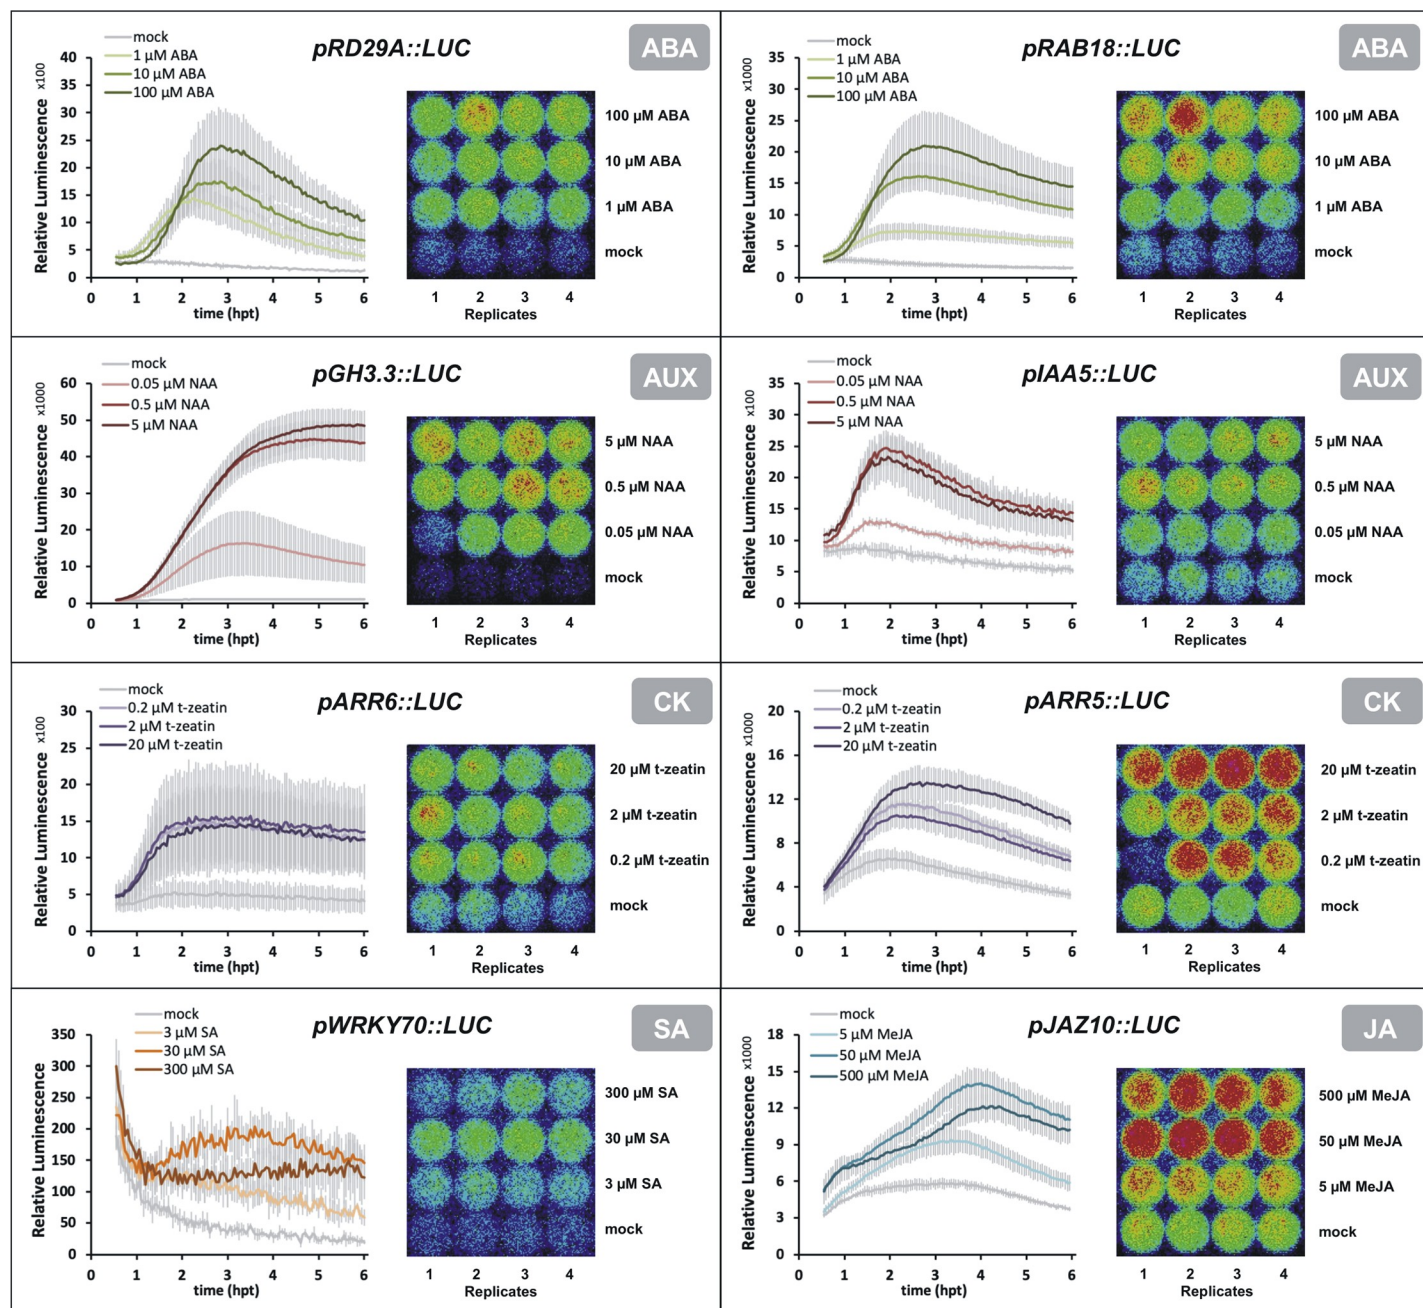 pRD29A::LUC
ABA
mock
1 µM ABA
10 µM ABA
100 µM ABA
Relative Luminescence x100
40
35
30
25
20
15
10
5
0
0 1 2 3 4 5 6
time (hpt)
100 µM ABA
10 µM ABA
1 µM ABA
mock
1 2 3 4
Replicates
pRAB18::LUC
ABA
mock
1 µM ABA
10 µM ABA
100 µM ABA
Relative Luminescence x1000
35
30
25
20
15
10
5
0
0 1 2 3 4 5 6
time (hpt)
100 µM ABA
10 µM ABA
1 µM ABA
mock
1 2 3 4
Replicates
pGH3.3::LUC
AUX
mock
0.05 µM NAA
0.5 µM NAA
5 µM NAA
Relative Luminescence x1000
60
50
40
30
20
10
0
0 1 2 3 4 5 6
time (hpt)
5 µM NAA
0.5 µM NAA
0.05 µM NAA
mock
1 2 3 4
Replicates
pIAA5::LUC
AUX
mock
0.05 µM NAA
0.5 µM NAA
5 µM NAA
Relative Luminescence x100
35
30
25
20
15
10
5
0
0 1 2 3 4 5 6
time (hpt)
5 µM NAA
0.5 µM NAA
0.05 µM NAA
mock
1 2 3 4
Replicates
pARR6::LUC
CK
mock
0.2 µM t-zeatin
2 µM t-zeatin
20 µM t-zeatin
Relative Luminescence x100
30
25
20
15
10
5
0
0 1 2 3 4 5 6
time (hpt)
20 µM t-zeatin
2 µM t-zeatin
0.2 µM t-zeatin
mock
1 2 3 4
Replicates
pARR5::LUC
CK
mock
0.2 µM t-zeatin
2 µM t-zeatin
20 µM t-zeatin
Relative Luminescence x1000
20
16
12
8
4
0
0 1 2 3 4 5 6
time (hpt)
20 µM t-zeatin
2 µM t-zeatin
0.2 µM t-zeatin
mock
1 2 3 4
Replicates
pWRKY70::LUC
SA
mock
3 µM SA
30 µM SA
300 µM SA
Relative Luminescence
350
300
250
200
150
100
50
0
0 1 2 3 4 5 6
time (hpt)
300 µM SA
30 µM SA
3 µM SA
mock
1 2 3 4
Replicates
pJAZ10::LUC
JA
mock
5 µM MeJA
50 µM MeJA
500 µM MeJA
Relative Luminescence x1000
18
15
12
9
6
3
0
0 1 2 3 4 5 6
time (hpt)
500 µM MeJA
50 µM MeJA
5 µM MeJA
mock
1 2 3 4
Replicates